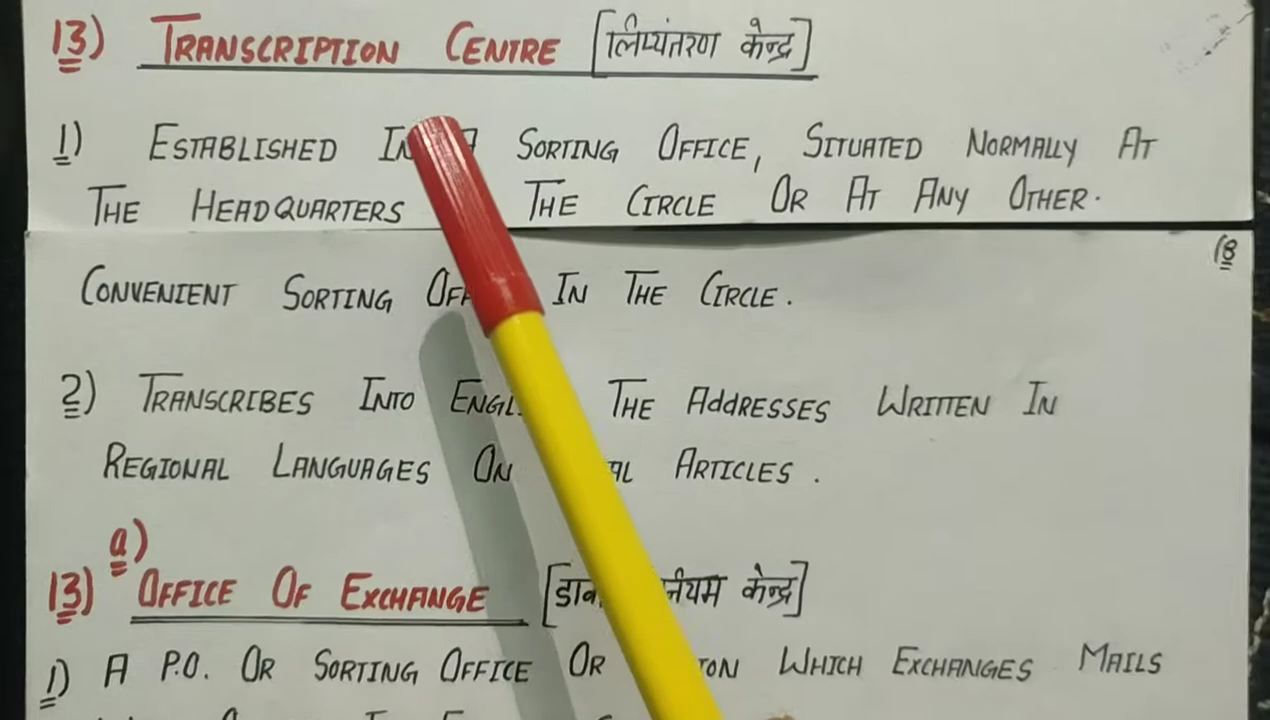 13) TRANSCRIPTION CENTRE [लिप्यंतरण केन्द्र]
1) ESTABLISHED IN A SORTING OFFICE, SITUATED NORMALLY AT
THE HEADQUARTERS THE CIRCLE OR AT ANY OTHER.
18
CONVENIENT SORTING IN THE CIRCLE.
2) TRANSCRIBES INTO THE ADDRESSES WRITTEN IN
REGIONAL LANGUAGES ON ARTICLES.
a)
13) OFFICE OF EXCHANGE [केन्द्र]
1) A P.O. OR SORTING OFFICE OR WHICH EXCHANGES MAILS